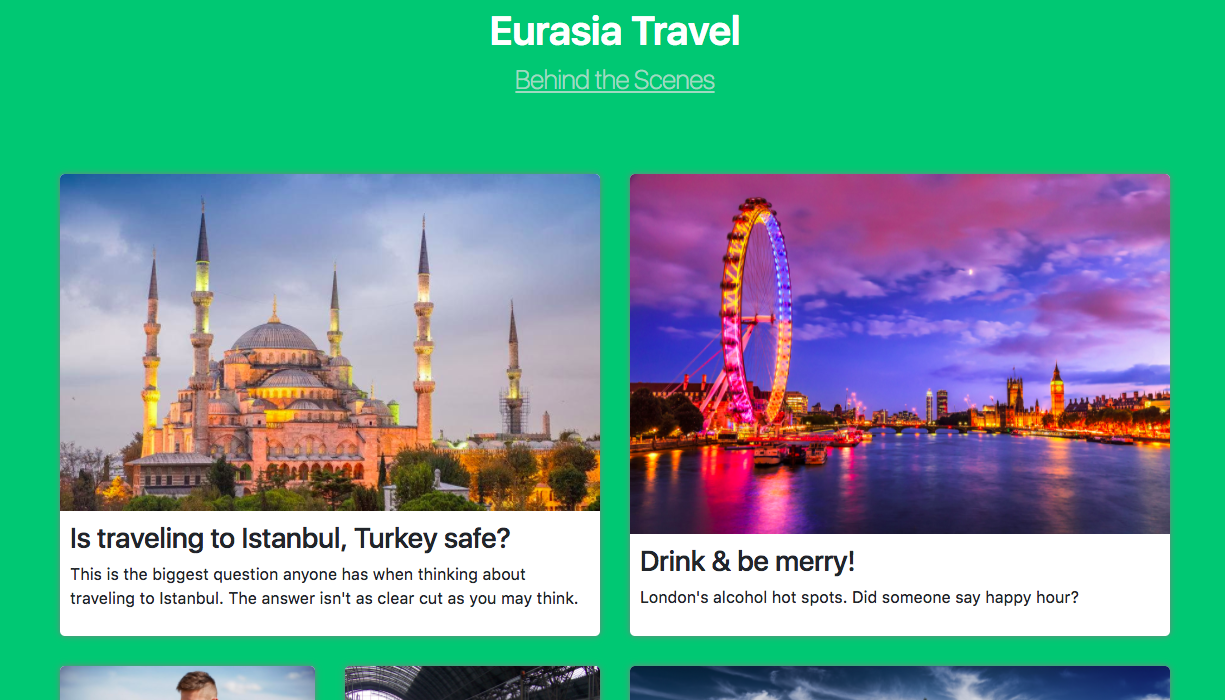 Eurasia Travel
Behind the Scenes
Is traveling to Istanbul, Turkey safe?
This is the biggest question anyone has when thinking about
traveling to Istanbul. The answer isn't as clear cut as you may think.
Drink & be merry!
London's alcohol hot spots. Did someone say happy hour?